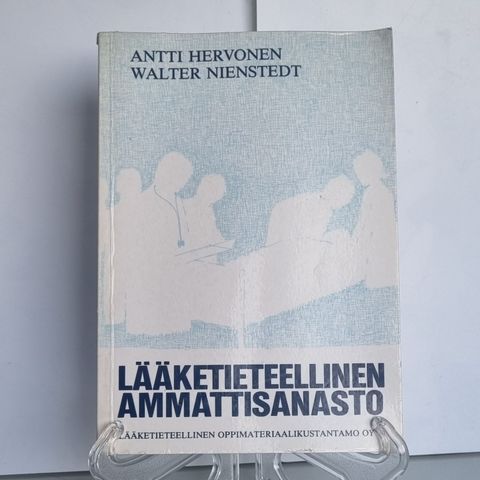 ANTTI HERVONEN
WALTER NIENSTEDT
LÄÄKETIETEELLINEN
AMMATTISANASTO
LÄÄKETIETEELLINEN OPPIMATERIAALIKUSTANTAMO OY